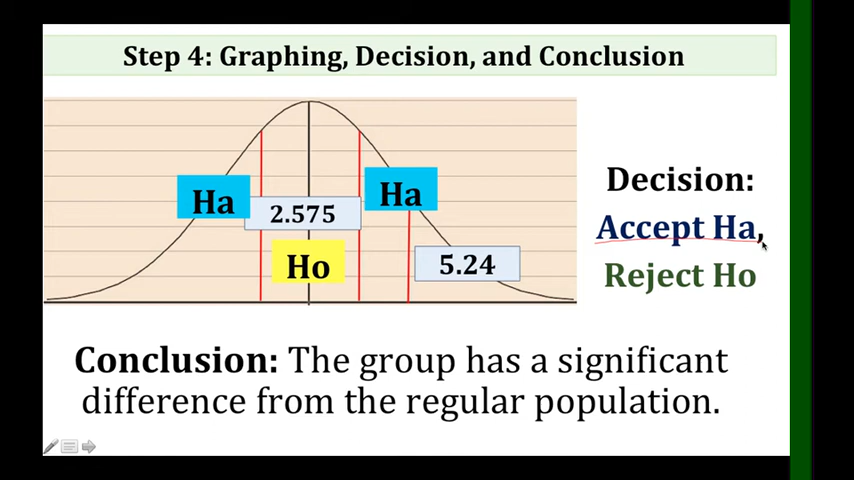 Step 4: Graphing, Decision, and Conclusion
Ha
2.575
Ha
Ho
5.24
Decision:
Accept Ha,
Reject Ho
Conclusion: The group has a significant
difference from the regular population.